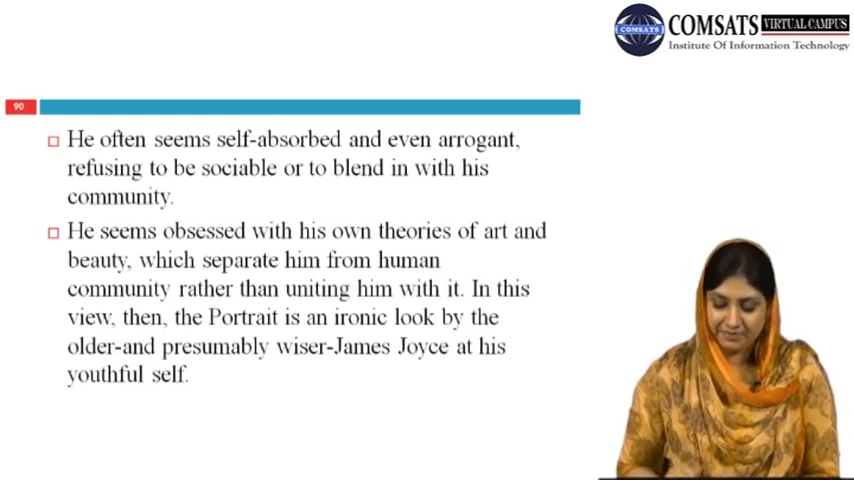 COMSATS
COMSATS VIRTUAL CAMPUS
Institute Of Information Technology
90
He often seems self-absorbed and even arrogant,
refusing to be sociable or to blend in with his
community.
He seems obsessed with his own theories of art and
beauty, which separate him from human
community rather than uniting him with it. In this
view, then, the Portrait is an ironic look by the
older-and presumably wiser-James Joyce at his
youthful self.